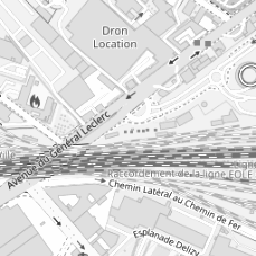 Dron
Location
Avenue du Général Leclerc
Raccordement de la ligne EOLE
Chemin Latéral au Chemin de Fer
Esplanade Delizy